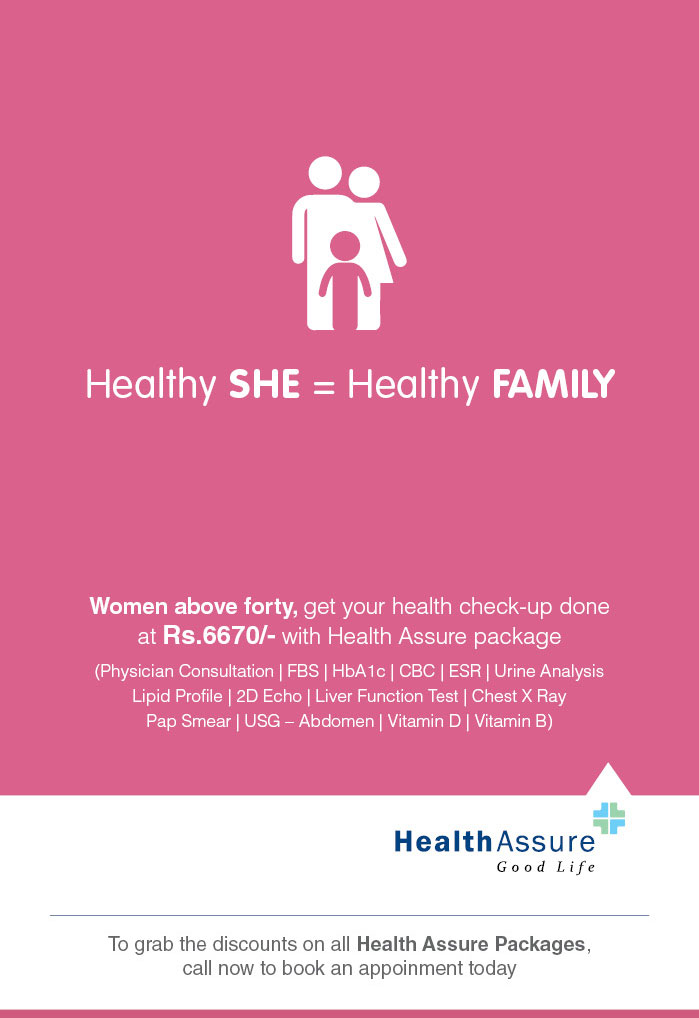 Healthy SHE = Healthy FAMILY
Women above forty, get your health check-up done
at Rs.6670/- with Health Assure package
(Physician Consultation | FBS | HbA1c | CBC | ESR | Urine Analysis
Lipid Profile | 2D Echo | Liver Function Test | Chest X Ray
Pap Smear | USG – Abdomen | Vitamin D | Vitamin B)
HealthAssure
Good Life
To grab the discounts on all Health Assure Packages,
call now to book an appoinment today